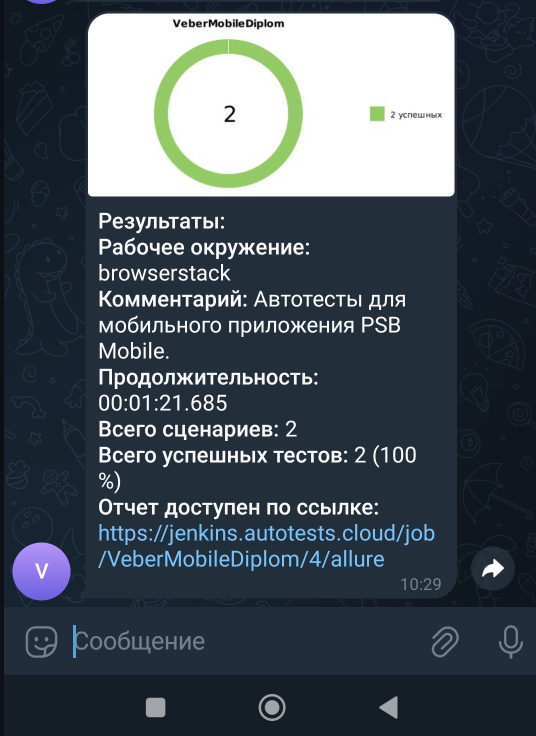 VeberMobileDiplom
2
2 успешных
Результаты:
Рабочее окружение:
browserstack
Комментарий: Автотесты для
мобильного приложения PSB
Mobile.
Продолжительность:
00:01:21.685
Всего сценариев: 2
Всего успешных тестов: 2 (100
%)
Отчет доступен по ссылке:
https://jenkins.autotests.cloud/job
/VeberMobileDiplom/4/allure
10:29
V
Сообщение